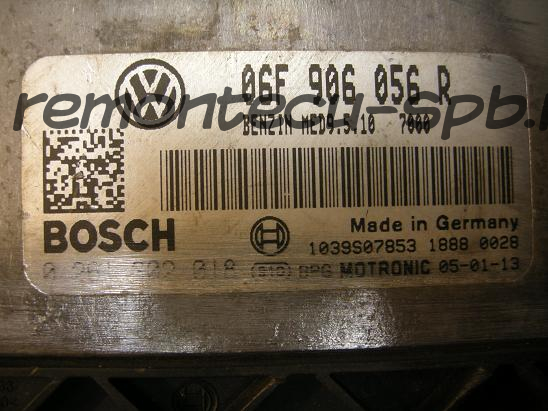 06F 906 056 R
remontecu-spb.
BENZIN MED9.5.10 7000
BOSCH
Made in Germany
1039S07853 1888 0028
MOTRONIC 05-01-13